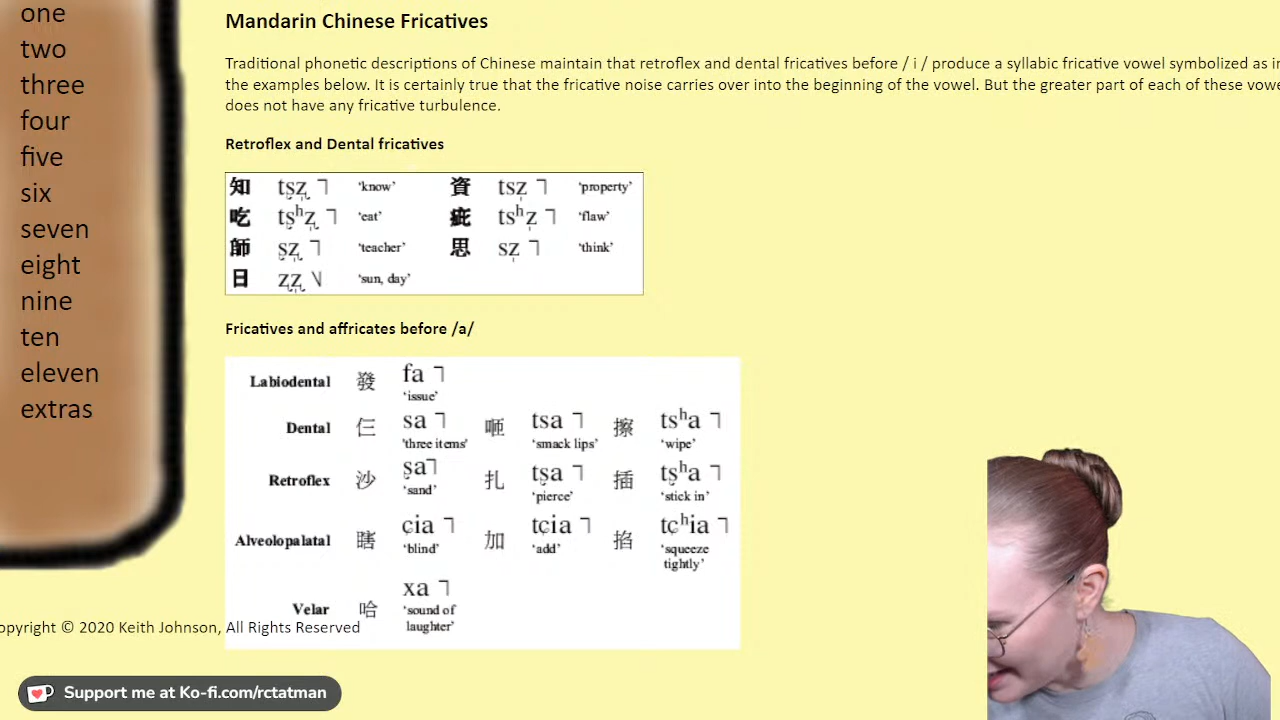 one
two
three
four
five
six
seven
eight
nine
ten
eleven
extras
Mandarin Chinese Fricatives
Traditional phonetic descriptions of Chinese maintain that retroflex and dental fricatives before / i / produce a syllabic fricative vowel symbolized as in
the examples below. It is certainly true that the fricative noise carries over into the beginning of the vowel. But the greater part of each of these vowe
does not have any fricative turbulence.
Retroflex and Dental fricatives
知 tʂʐ̩ ˥ ‘know’ 資 tsz̩ ˥ ‘property’
吃 tʂʰʐ̩ ˥ ‘eat’ 疵 tsʰz̩ ˥ ‘flaw’
師 ʂʐ̩ ˥ ‘teacher’ 思 sz̩ ˥ ‘think’
日 ʐʐ̩ ˥˩ ‘sun, day’
Fricatives and affricates before /a/
Labiodental 發 fa ˥
‘issue’
Dental 仨 sa ˥ 咂 tsa ˥ 擦 tsʰa ˥
‘three items’ ‘smack lips’ ‘wipe’
Retroflex 沙 ʂa˥ 扎 tʂa ˥ 插 tʂʰa ˥
‘sand’ ‘pierce’ ‘stick in’
Alveolopalatal 瞎 ɕia ˥ 加 tɕia ˥ 掐 tɕʰia ˥
‘blind’ ‘add’ ‘squeeze
tightly’
Velar 哈 xa ˥
‘sound of
laughter’
opyright © 2020 Keith Johnson, All Rights Reserved
Support me at Ko-fi.com/rctatman